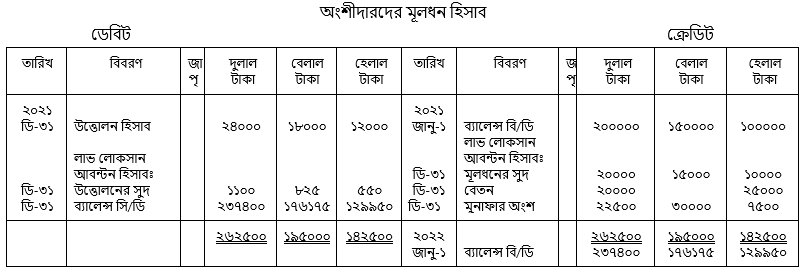 অংশীদারদের মূলধন হিসাব
ডেবিট ক্রেডিট
তারিখ বিবরণ জা পৃ দুলাল টাকা বেলাল টাকা হেলাল টাকা তারিখ বিবরণ জা পৃ দুলাল টাকা বেলাল টাকা হেলাল টাকা
২০২১ ২০২১
ডি-৩১ উত্তোলন হিসাব ২৪০০০ ১৮০০০ ১২০০০ জানু-১ ব্যালেন্স বি/ডি ২০০০০০ ১৫০০০০ ১০০০০০
লাভ লোকসান
লাভ লোকসান আবন্টন হিসাবঃ
আবন্টন হিসাবঃ ডি-৩১ মূলধনের সুদ ২০০০০ ১৫০০০ ১০০০০
ডি-৩১ উত্তোলনের সুদ ১১০০ ৮২৫ ৫৫০ ডি-৩১ বেতন ২০০০০ ২৫০০০
ডি-৩১ ব্যালেন্স সি/ডি ২৩৭৪০০ ১৭৬১৭৫ ১২৯৯৫০ ডি-৩১ মূনাফার অংশ ২২৫০০ ৩০০০০ ৭৫০০
২৬২৫০০ ১৯৫০০০ ১৪২৫০০ ২০২২ ২৬২৫০০ ১৯৫০০০ ১৪২৫০০
জানু-১ ব্যালেন্স বি/ডি ২৩৭৪০০ ১৭৬১৭৫ ১২৯৯৫০